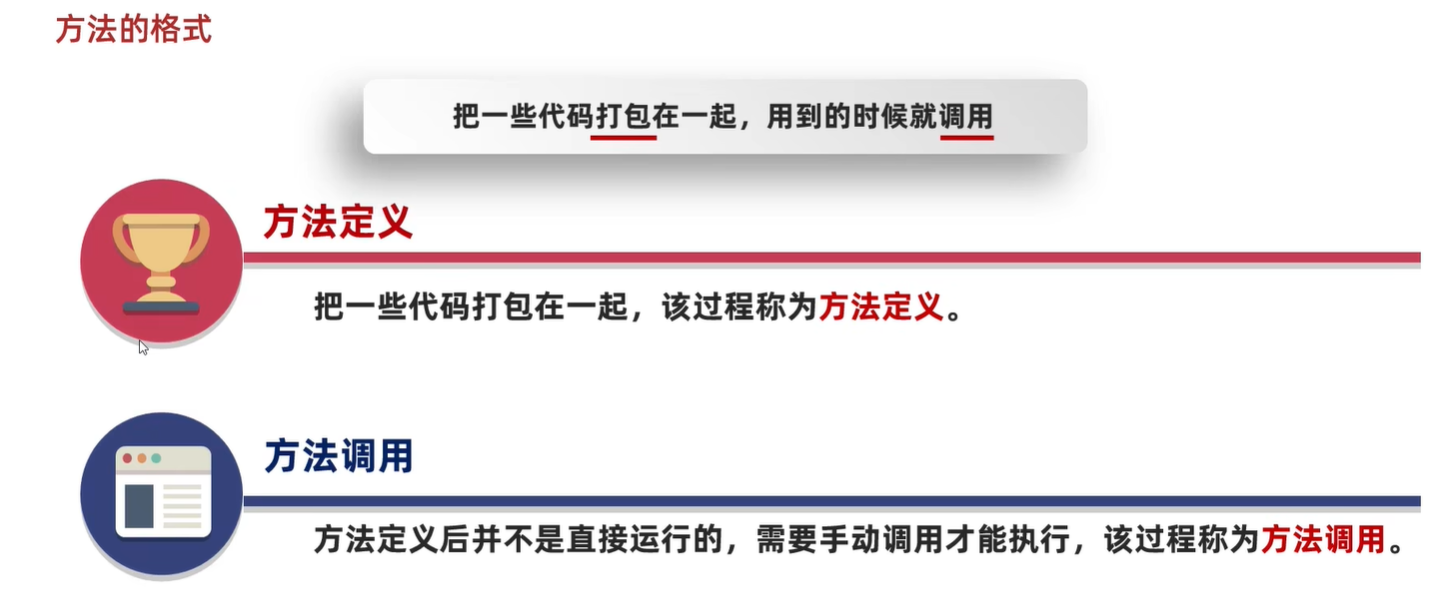 方法的格式
把一些代码打包在一起，用到的时候就调用
方法定义
把一些代码打包在一起，该过程称为方法定义。
方法调用
方法定义后并不是直接运行的，需要手动调用才能执行，该过程称为方法调用。